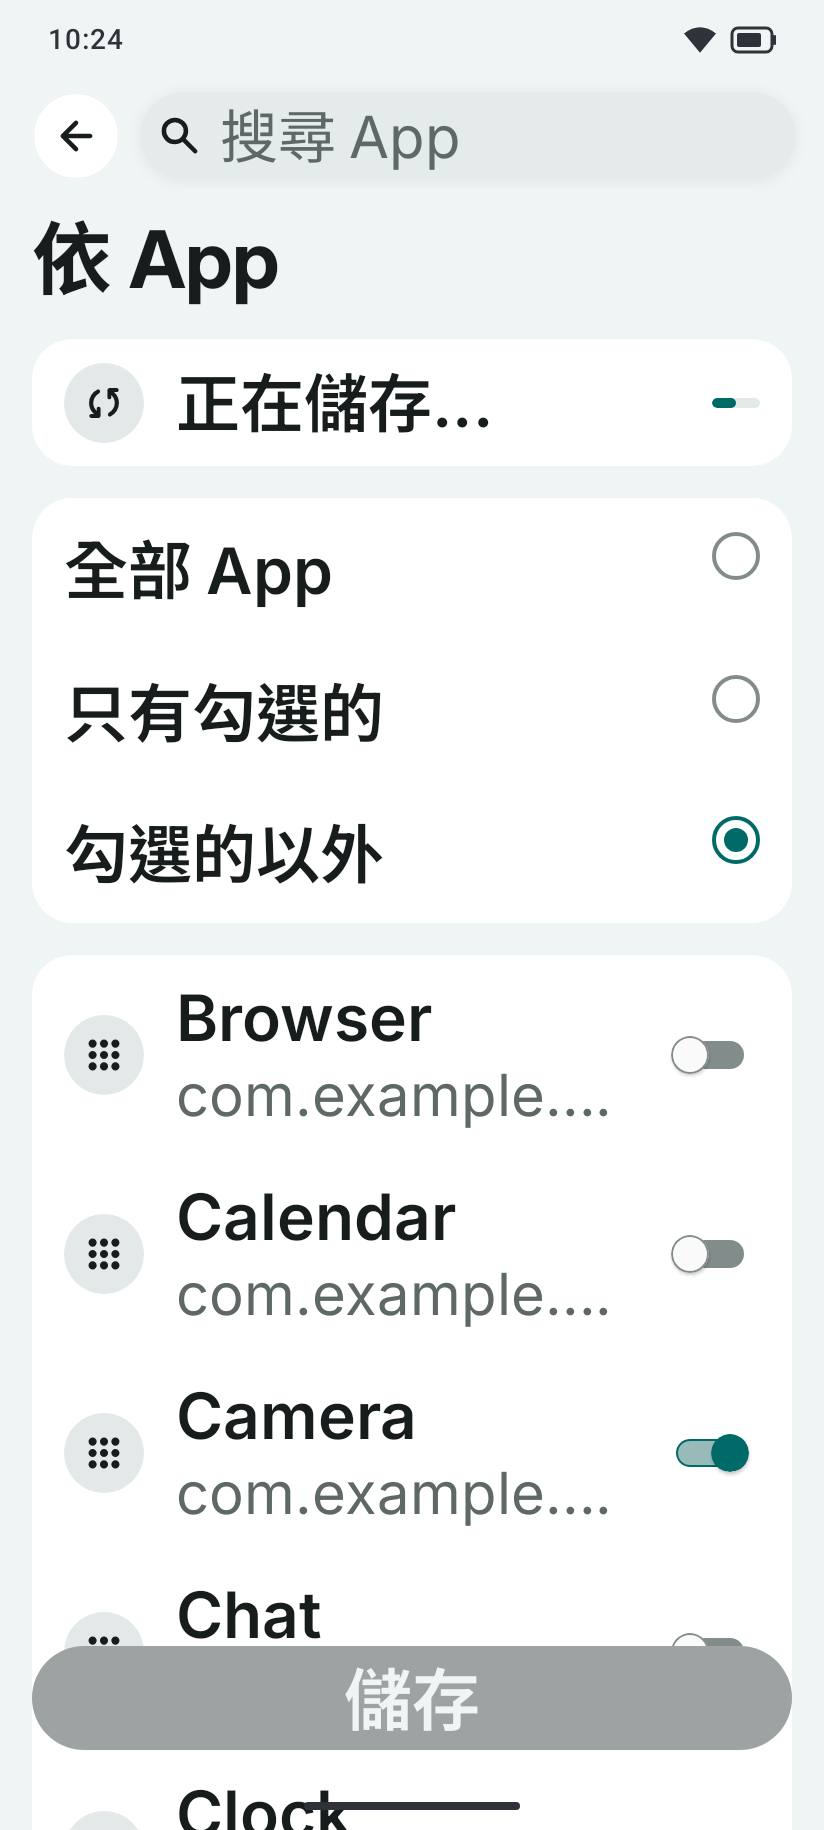 10:24
搜尋 App
依 App
正在儲存...
全部 App
只有勾選的
勾選的以外
Browser
com.example....
Calendar
com.example....
Camera
com.example....
Chat
儲存
Clock